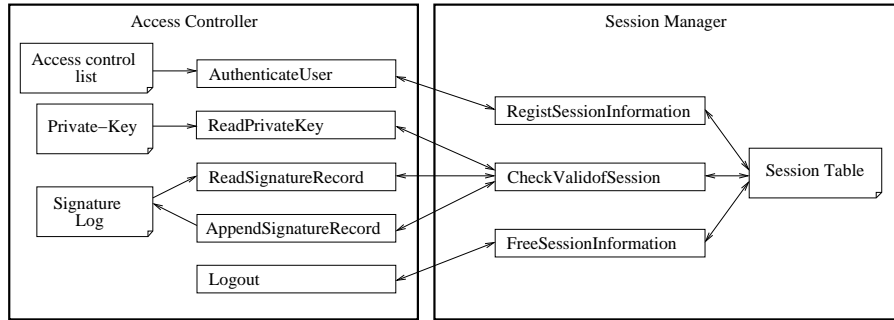 Access Controller
Session Manager
Access control
list
AuthenticateUser
RegistSessionInformation
Private-Key
ReadPrivateKey
ReadSignatureRecord
CheckValidofSession
Session Table
Signature
Log
AppendSignatureRecord
FreeSessionInformation
Logout